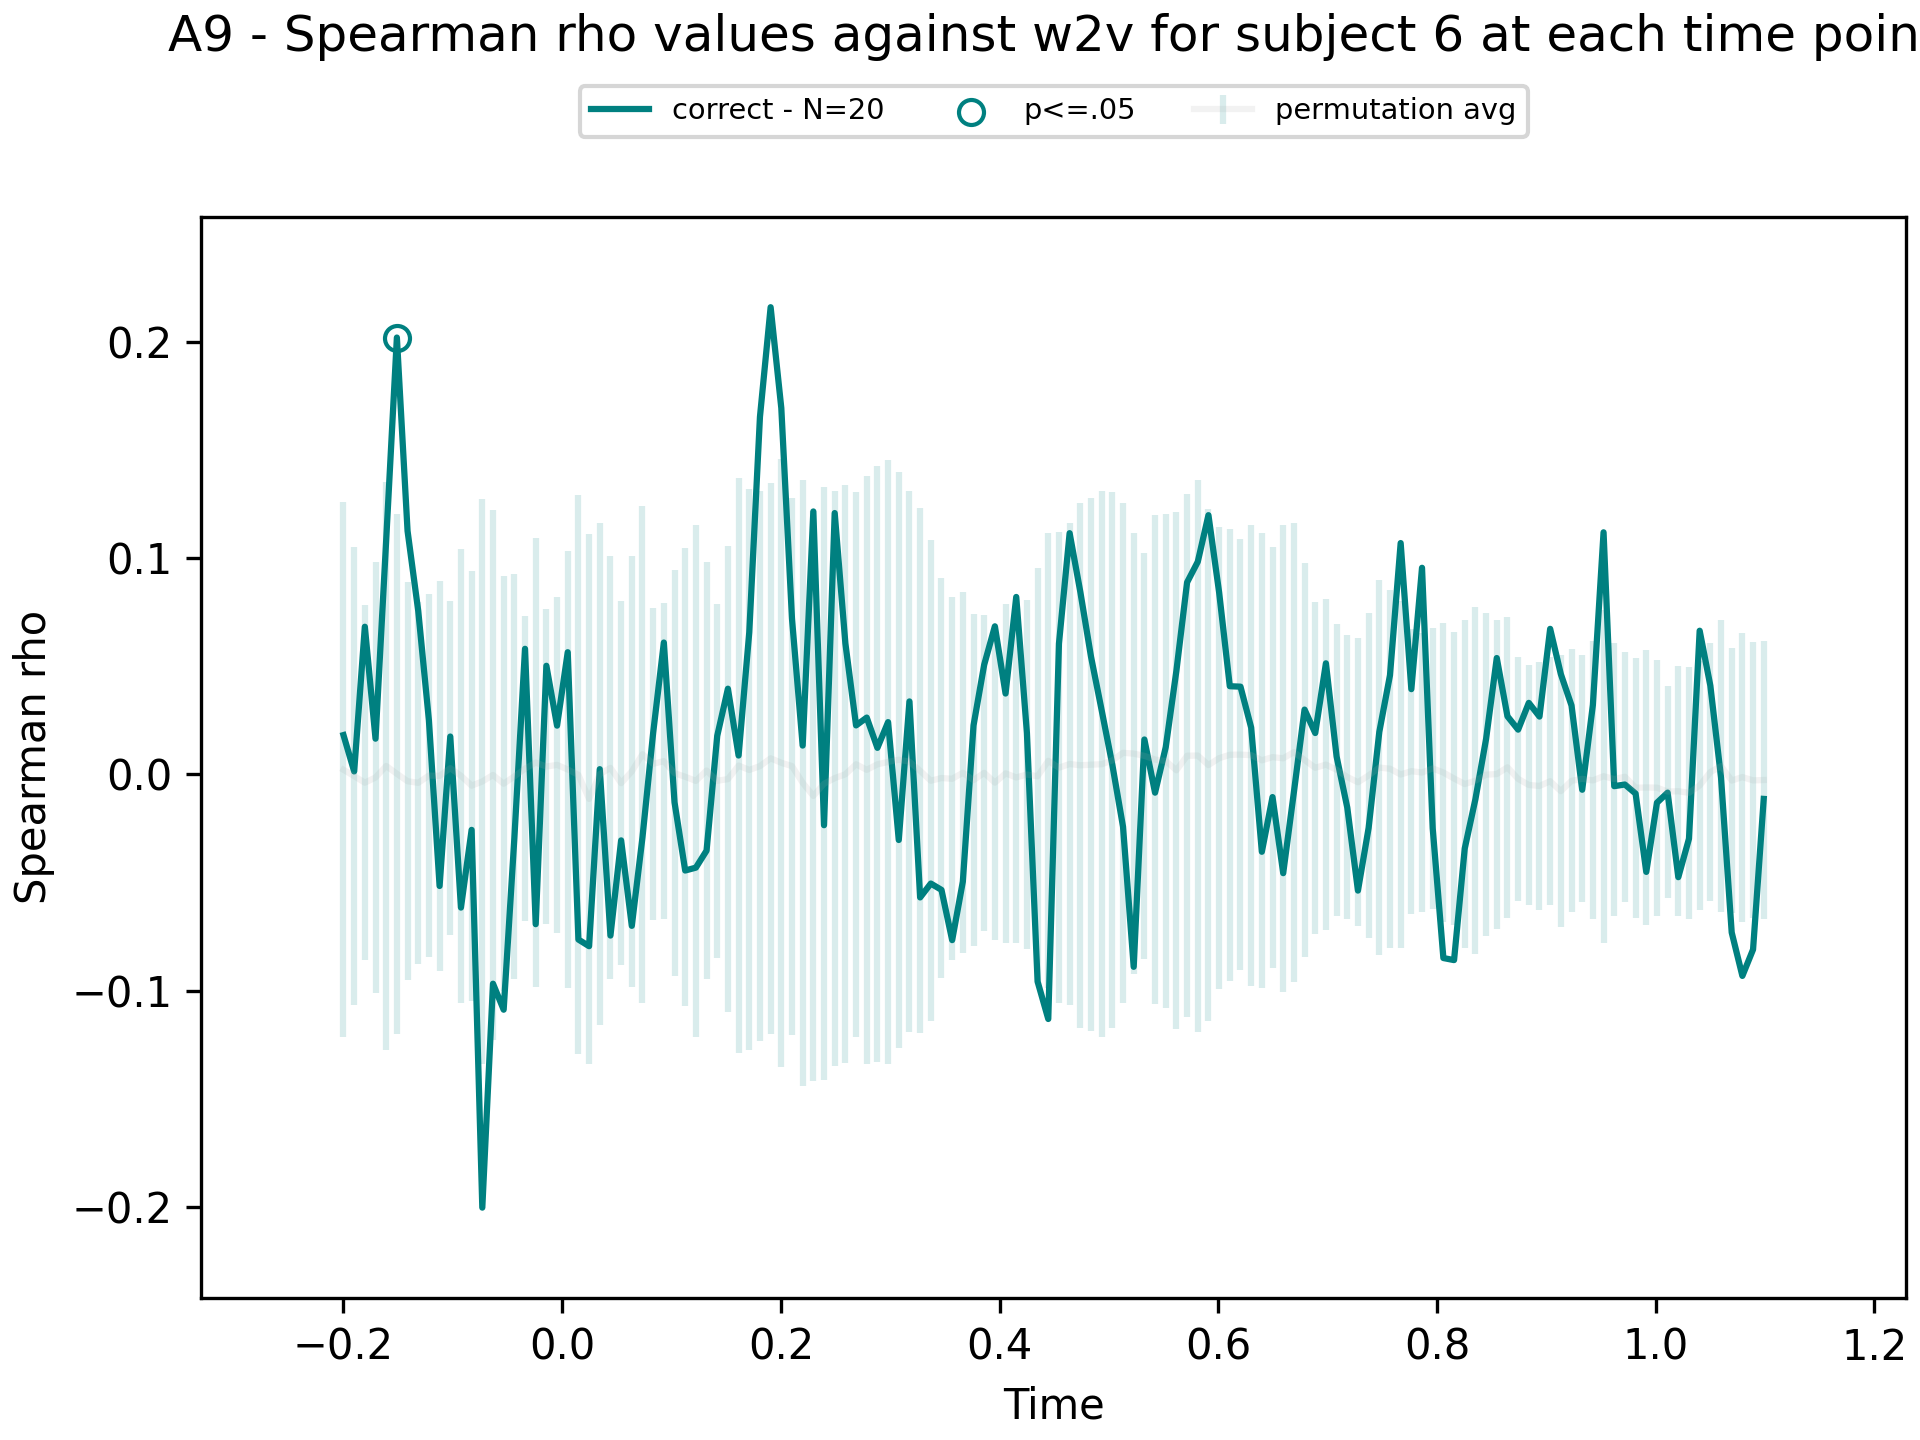 A9 - Spearman rho values against w2v for subject 6 at each time poin
correct - N=20 p<=.05 permutation avg
Spearman rho
0.2
0.1
0.0
−0.1
−0.2
−0.2 0.0 0.2 0.4 0.6 0.8 1.0 1.2
Time